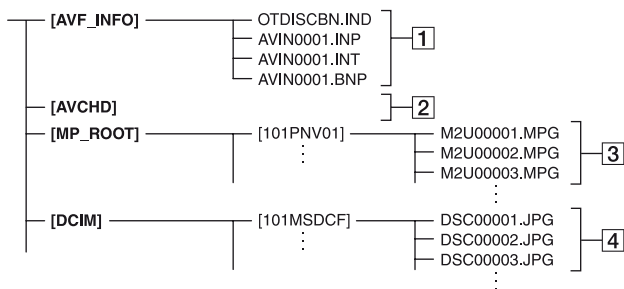 [AVF_INFO] OTDISCBN.IND
AVIN0001.INP 1
AVIN0001.INT
AVIN0001.BNP
[AVCHD] 2
[MP_ROOT] [101PNV01] M2U00001.MPG
M2U00002.MPG 3
M2U00003.MPG
[DCIM] [101MSDCF] DSC00001.JPG
DSC00002.JPG 4
DSC00003.JPG